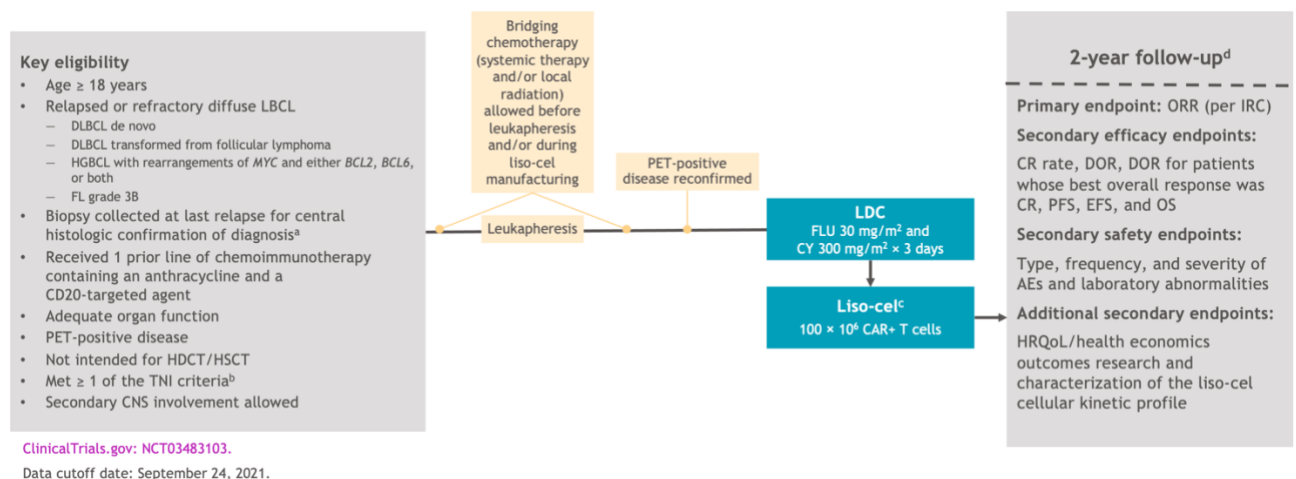 Key eligibility
• Age ≥ 18 years
• Relapsed or refractory diffuse LBCL
— DLBCL de novo
— DLBCL transformed from follicular lymphoma
— HGBCL with rearrangements of MYC and either BCL2, BCL6,
or both
— FL grade 3B
• Biopsy collected at last relapse for central
histologic confirmation of diagnosisᵃ
• Received 1 prior line of chemoimmunotherapy
containing an anthracycline and a
CD20-targeted agent
• Adequate organ function
• PET-positive disease
• Not intended for HDCT/HSCT
• Met ≥ 1 of the TNI criteriaᵇ
• Secondary CNS involvement allowed
Bridging
chemotherapy
(systemic therapy
and/or local
radiation)
allowed before
leukapheresis
and/or during
liso-cel
manufacturing
Leukapheresis
PET-positive
disease reconfirmed
LDC
FLU 30 mg/m² and
CY 300 mg/m² × 3 days
Liso-celᶜ
100 × 10⁶ CAR+ T cells
2-year follow-upᵈ
Primary endpoint: ORR (per IRC)
Secondary efficacy endpoints:
CR rate, DOR, DOR for patients
whose best overall response was
CR, PFS, EFS, and OS
Secondary safety endpoints:
Type, frequency, and severity of
AEs and laboratory abnormalities
Additional secondary endpoints:
HRQoL/health economics
outcomes research and
characterization of the liso-cel
cellular kinetic profile
ClinicalTrials.gov: NCT03483103.
Data cutoff date: September 24, 2021.